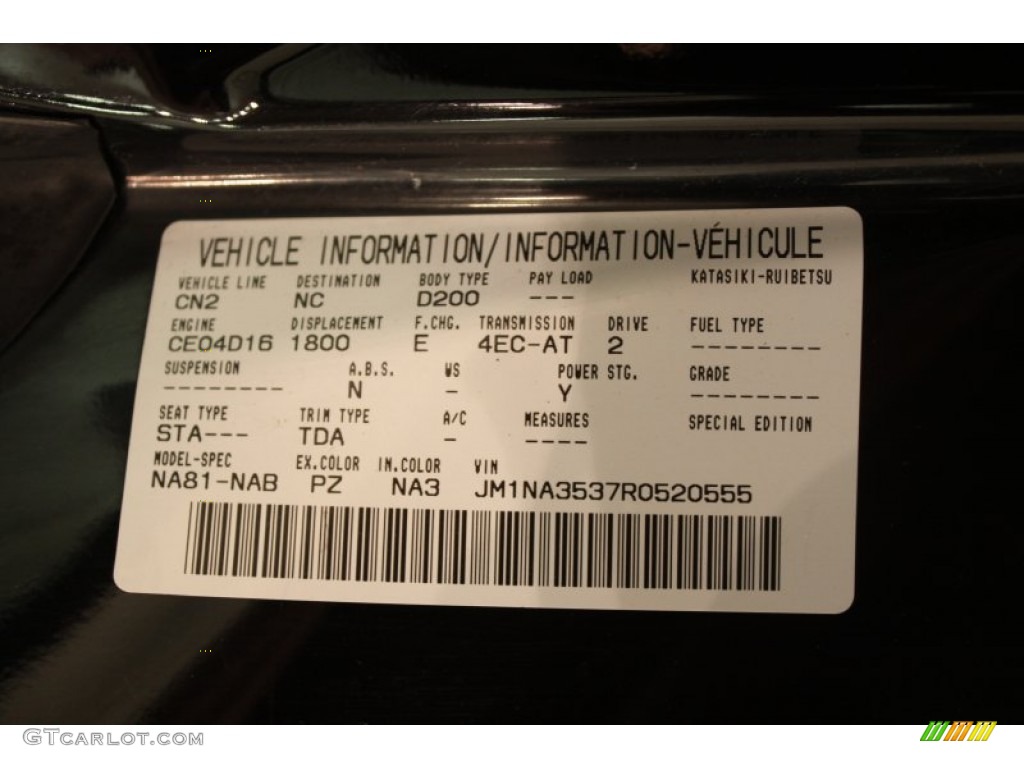 VEHICLE INFORMATION/INFORMATION-VÉHICULE
VEHICLE LINE DESTINATION BODY TYPE PAY LOAD KATASIKI-RUIBETSU
CN2 NC D200 ---
ENGINE DISPLACEMENT F.CHG. TRANSMISSION DRIVE FUEL TYPE
CE04D16 1800 E 4EC-AT 2 --------
SUSPENSION A.B.S. WS POWER STG. GRADE
-------- N - Y --------
SEAT TYPE TRIM TYPE A/C MEASURES SPECIAL EDITION
STA--- TDA - ----
MODEL-SPEC EX.COLOR IN.COLOR VIN
NA81-NAB PZ NA3 JM1NA3537R0520555
GTCARLOT.COM